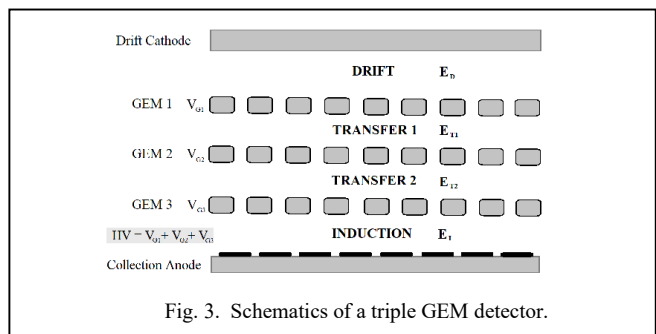 Drift Cathode
DRIFT E_D
GEM 1 V_G1
TRANSFER 1 E_T1
GEM 2 V_G2
TRANSFER 2 E_T2
GEM 3 V_G3
HV = V_G1 + V_G2 + V_G3 INDUCTION E_I
Collection Anode
Fig. 3. Schematics of a triple GEM detector.